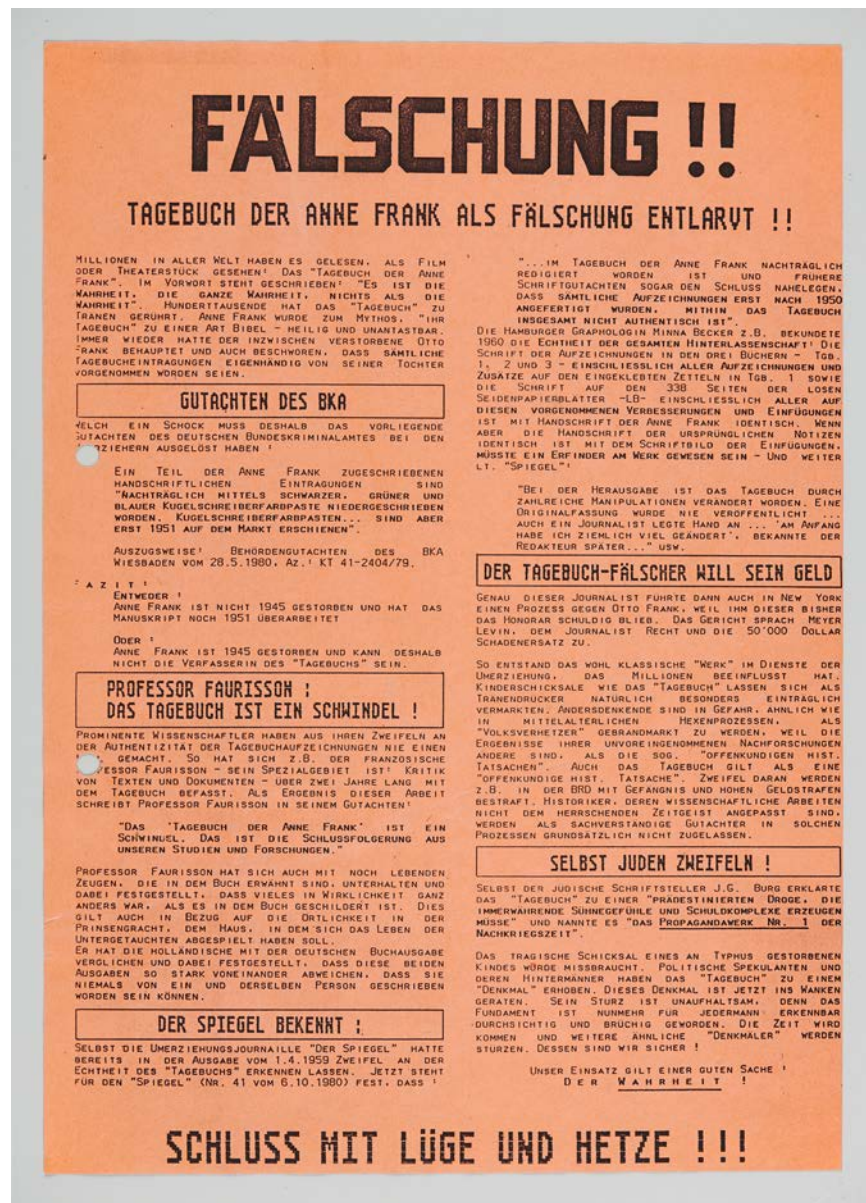 FÄLSCHUNG !!
TAGEBUCH DER ANNE FRANK ALS FÄLSCHUNG ENTLARVT !!
MILLIONEN IN ALLER WELT HABEN ES GELESEN, ALS FILM
ODER THEATERSTÜCK GESEHEN: DAS "TAGEBUCH DER ANNE
FRANK". IM VORWORT STEHT GESCHRIEBEN: "ES IST DIE
WAHRHEIT, DIE GANZE WAHRHEIT, NICHTS ALS DIE
WAHRHEIT". HUNDERTTAUSENDE HAT DAS "TAGEBUCH" ZU
TRÄNEN GERÜHRT. ANNE FRANK WURDE ZUM MYTHOS, "IHR
TAGEBUCH" ZU EINER ART BIBEL - HEILIG UND UNANTASTBAR.
IMMER WIEDER HATTE DER INZWISCHEN VERSTORBENE OTTO
FRANK BEHAUPTET UND AUCH BESCHWOREN, DASS SÄMTLICHE
TAGEBUCHEINTRAGUNGEN EIGENHÄNDIG VON SEINER TOCHTER
VORGENOMMEN WORDEN SEIEN.
GUTACHTEN DES BKA
WELCH EIN SCHOCK MUSS DESHALB DAS VORLIEGENDE
GUTACHTEN DES DEUTSCHEN BUNDESKRIMINALAMTES BEI DEN
ZIEHERN AUSGELÖST HABEN :
EIN TEIL DER ANNE FRANK ZUGESCHRIEBENEN
HANDSCHRIFTLICHEN EINTRAGUNGEN SIND
"NACHTRÄGLICH MITTELS SCHWARZER, GRÜNER UND
BLAUER KUGELSCHREIBERFARBPASTE NIEDERGESCHRIEBEN
WORDEN. KUGELSCHREIBERFARBPASTEN... SIND ABER
ERST 1951 AUF DEM MARKT ERSCHIENEN".
AUSZUGSWEISE: BEHÖRDENGUTACHTEN DES BKA
WIESBADEN VOM 28.5.1980, AZ.: KT 41-2404/79.
FAZIT :
ENTWEDER :
ANNE FRANK IST NICHT 1945 GESTORBEN UND HAT DAS
MANUSKRIPT NOCH 1951 ÜBERARBEITET
ODER :
ANNE FRANK IST 1945 GESTORBEN UND KANN DESHALB
NICHT DIE VERFASSERIN DES "TAGEBUCHS" SEIN.
PROFESSOR FAURISSON :
DAS TAGEBUCH IST EIN SCHWINDEL !
PROMINENTE WISSENSCHAFTLER HABEN AUS IHREN ZWEIFELN AN
DER AUTHENTIZITÄT DER TAGEBUCHAUFZEICHNUNGEN NIE EINEN
GEMACHT. SO HAT SICH Z.B. DER FRANZÖSISCHE
ESSOR FAURISSON - SEIN SPEZIALGEBIET IST: KRITIK
VON TEXTEN UND DOKUMENTEN - ÜBER ZWEI JAHRE LANG MIT
DEM TAGEBUCH BEFASST. ALS ERGEBNIS DIESER ARBEIT
SCHREIBT PROFESSOR FAURISSON IN SEINEM GUTACHTEN:
"DAS 'TAGEBUCH DER ANNE FRANK' IST EIN
SCHWINDEL. DAS IST DIE SCHLUSSFOLGERUNG AUS
UNSEREN STUDIEN UND FORSCHUNGEN."
PROFESSOR FAURISSON HAT SICH AUCH MIT NOCH LEBENDEN
ZEUGEN, DIE IN DEM BUCH ERWÄHNT SIND, UNTERHALTEN UND
DABEI FESTGESTELLT, DASS VIELES IN WIRKLICHKEIT GANZ
ANDERS WAR, ALS ES IN DEM BUCH GESCHILDERT IST. DIES
GILT AUCH IN BEZUG AUF DIE ÖRTLICHKEIT IN DER
PRINSENGRACHT, DEM HAUS, IN DEM SICH DAS LEBEN DER
UNTERGETAUCHTEN ABGESPIELT HABEN SOLL.
ER HAT DIE HOLLÄNDISCHE MIT DER DEUTSCHEN BUCHAUSGABE
VERGLICHEN UND DABEI FESTGESTELLT, DASS DIESE BEIDEN
AUSGABEN SO STARK VONEINANDER ABWEICHEN, DASS SIE
NIEMALS VON EIN UND DERSELBEN PERSON GESCHRIEBEN
WORDEN SEIN KÖNNEN.
DER SPIEGEL BEKENNT :
SELBST DIE UMERZIEHUNGSJOURNAILLE "DER SPIEGEL" HATTE
BEREITS IN DER AUSGABE VOM 1.4.1959 ZWEIFEL AN DER
ECHTHEIT DES "TAGEBUCHS" ERKENNEN LASSEN. JETZT STEHT
FÜR DEN "SPIEGEL" (NR. 41 VOM 6.10.1980) FEST, DASS :
"...IM TAGEBUCH DER ANNE FRANK NACHTRÄGLICH
REDIGIERT WORDEN IST UND FRÜHERE
SCHRIFTGUTACHTEN SOGAR DEN SCHLUSS NAHELEGEN,
DASS SÄMTLICHE AUFZEICHNUNGEN ERST NACH 1950
ANGEFERTIGT WURDEN, MITHIN DAS TAGEBUCH
INSGESAMT NICHT AUTHENTISCH IST".
DIE HAMBURGER GRAPHOLOGIN MINNA BECKER Z.B. BEKUNDETE
1960 DIE ECHTHEIT DER GESAMTEN HINTERLASSENSCHAFT: DIE
SCHRIFT DER AUFZEICHNUNGEN IN DEN DREI BÜCHERN - TGB.
1, 2 UND 3 - EINSCHLIESSLICH ALLER AUFZEICHNUNGEN UND
ZUSÄTZE AUF DEN EINGEKLEBTEN ZETTELN IN TGB. 1 SOWIE
DIE SCHRIFT AUF DEN 338 SEITEN DER LOSEN
SEIDENPAPIERBLÄTTER -LB- EINSCHLIESSLICH ALLER AUF
DIESEN VORGENOMMENEN VERBESSERUNGEN UND EINFÜGUNGEN
IST MIT HANDSCHRIFT DER ANNE FRANK IDENTISCH. WENN
ABER DIE HANDSCHRIFT DER URSPRÜNGLICHEN NOTIZEN
IDENTISCH IST MIT DEM SCHRIFTBILD DER EINFÜGUNGEN,
MÜSSTE EIN ERFINDER AM WERK GEWESEN SEIN - UND WEITER
LT. "SPIEGEL":
"BEI DER HERAUSGABE IST DAS TAGEBUCH DURCH
ZAHLREICHE MANIPULATIONEN VERÄNDERT WORDEN. EINE
ORIGINALFASSUNG WURDE NIE VERÖFFENTLICHT ...
AUCH EIN JOURNALIST LEGTE HAND AN ... 'AM ANFANG
HABE ICH ZIEMLICH VIEL GEÄNDERT', BEKANNTE DER
REDAKTEUR SPÄTER..." USW.
DER TAGEBUCH-FÄLSCHER WILL SEIN GELD
GENAU DIESER JOURNALIST FÜHRTE DANN AUCH IN NEW YORK
EINEN PROZESS GEGEN OTTO FRANK, WEIL IHM DIESER BISHER
DAS HONORAR SCHULDIG BLIEB. DAS GERICHT SPRACH MEYER
LEVIN, DEM JOURNALIST RECHT UND DIE 50'000 DOLLAR
SCHADENERSATZ ZU.
SO ENTSTAND DAS WOHL KLASSISCHE "WERK" IM DIENSTE DER
UMERZIEHUNG, DAS MILLIONEN BEEINFLUSST HAT.
KINDERSCHICKSALE WIE DAS "TAGEBUCH" LASSEN SICH ALS
TRÄNENDRÜCKER NATÜRLICH BESONDERS EINTRÄGLICH
VERMARKTEN. ANDERSDENKENDE SIND IN GEFAHR, ÄHNLICH WIE
IN MITTELALTERLICHEN HEXENPROZESSEN, ALS
"VOLKSVERHETZER" GEBRANDMARKT ZU WERDEN, WEIL DIE
ERGEBNISSE IHRER UNVOREINGENOMMENEN NACHFORSCHUNGEN
ANDERE SIND, ALS DIE SOG. "OFFENKUNDIGEN HIST.
TATSACHEN". AUCH DAS TAGEBUCH GILT ALS EINE
"OFFENKUNDIGE HIST. TATSACHE". ZWEIFEL DARAN WERDEN
Z.B. IN DER BRD MIT GEFÄNGNIS UND HOHEN GELDSTRAFEN
BESTRAFT. HISTORIKER, DEREN WISSENSCHAFTLICHE ARBEITEN
NICHT DEM HERRSCHENDEN ZEITGEIST ANGEPASST SIND,
WERDEN ALS SACHVERSTÄNDIGE GUTACHTER IN SOLCHEN
PROZESSEN GRUNDSÄTZLICH NICHT ZUGELASSEN.
SELBST JUDEN ZWEIFELN !
SELBST DER JÜDISCHE SCHRIFTSTELLER J.G. BURG ERKLÄRTE
DAS "TAGEBUCH" ZU EINER "PRÄDESTINIERTEN DROGE, DIE
IMMERWÄHRENDE SÜHNEGEFÜHLE UND SCHULDKOMPLEXE ERZEUGEN
MÜSSE" UND NANNTE ES "DAS PROPAGANDAWERK NR. 1 DER
NACHKRIEGSZEIT".
DAS TRAGISCHE SCHICKSAL EINES AN TYPHUS GESTORBENEN
KINDES WÜRDE MISSBRAUCHT. POLITISCHE SPEKULANTEN UND
DEREN HINTERMÄNNER HABEN DAS "TAGEBUCH" ZU EINEM
"DENKMAL" ERHOBEN. DIESES DENKMAL IST JETZT INS WANKEN
GERATEN. SEIN STURZ IST UNAUFHALTSAM, DENN DAS
FUNDAMENT IST NUNMEHR FÜR JEDERMANN ERKENNBAR
DURCHSICHTIG UND BRÜCHIG GEWORDEN. DIE ZEIT WIRD
KOMMEN UND WEITERE ÄHNLICHE "DENKMÄLER" WERDEN
STÜRZEN. DESSEN SIND WIR SICHER !
UNSER EINSATZ GILT EINER GUTEN SACHE :
DER WAHRHEIT !
SCHLUSS MIT LÜGE UND HETZE !!!